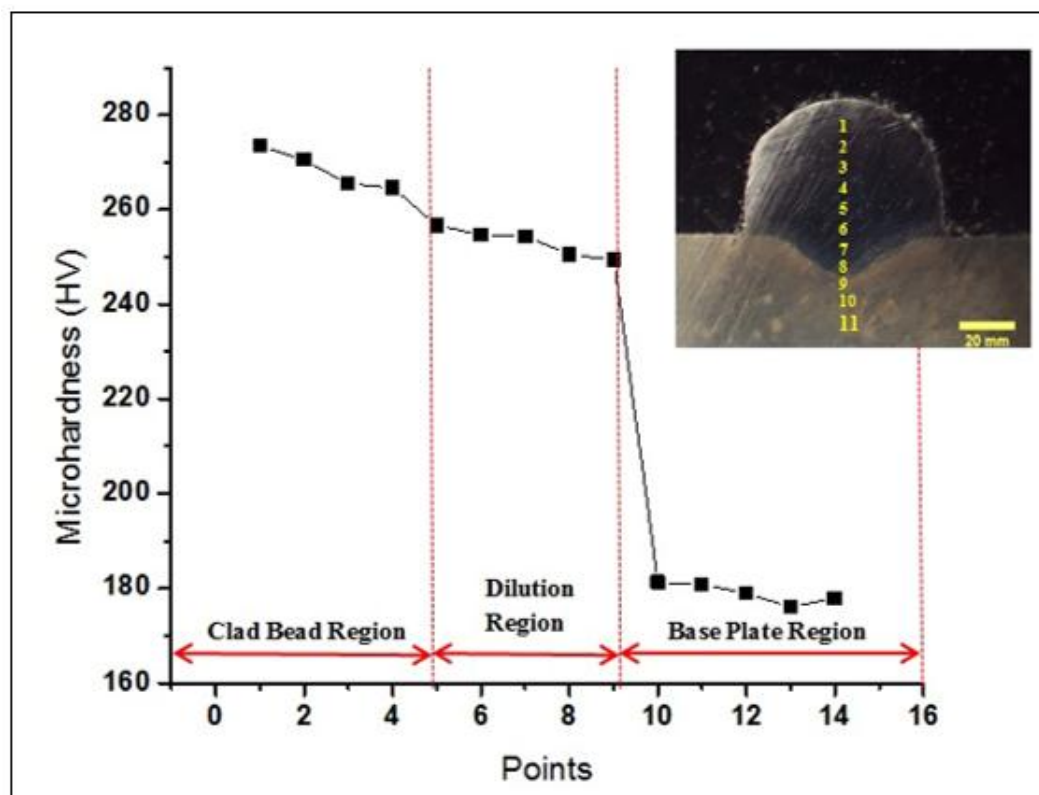 280
260
240
220
200
180
160
Microhardness (HV)
1
2
3
4
5
6
7
8
9
10
11
20 mm
Clad Bead Region
Dilution
Region
Base Plate Region
0 2 4 6 8 10 12 14 16
Points